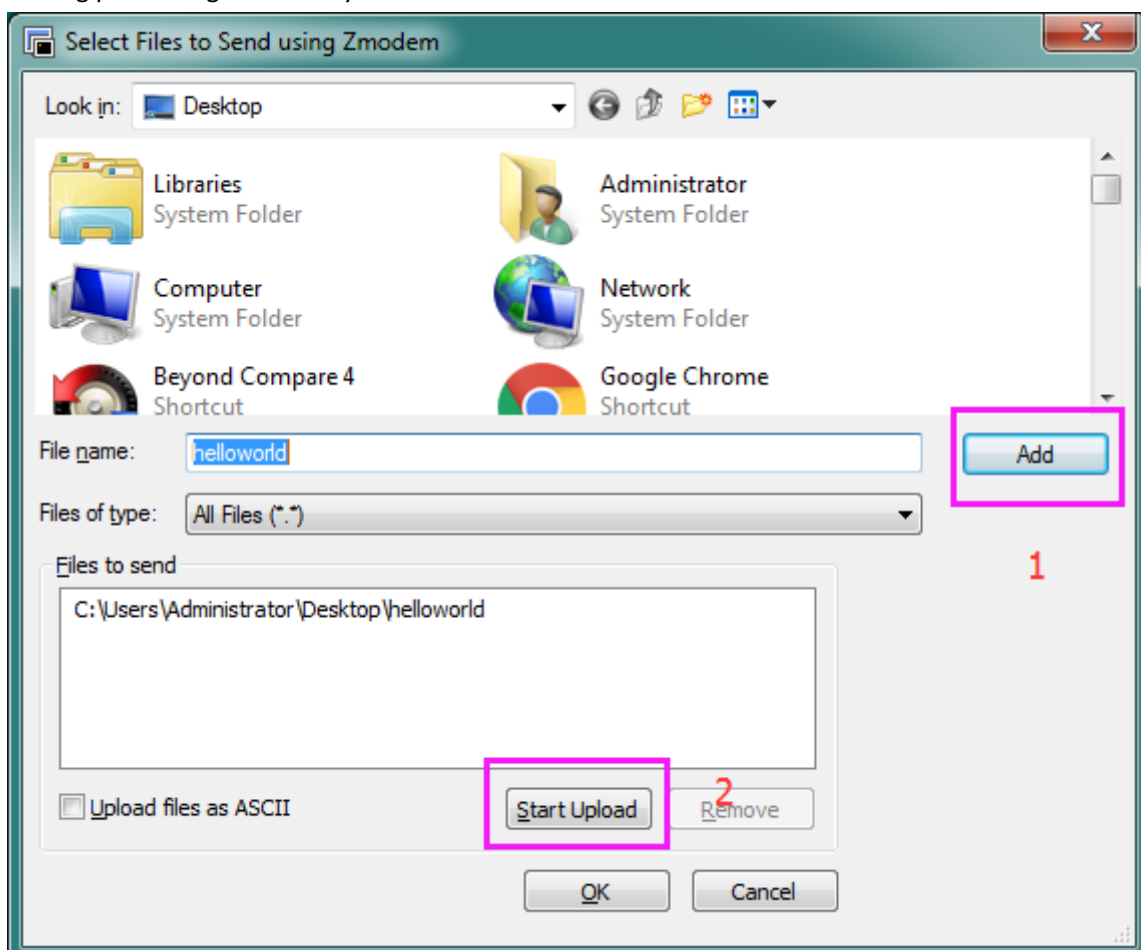 Select Files to Send using Zmodem
Look in: Desktop
Libraries
System Folder
Administrator
System Folder
Computer
System Folder
Network
System Folder
Beyond Compare 4
Shortcut
Google Chrome
Shortcut
File name: helloworld Add
Files of type: All Files (*.*)
1
Files to send
C:\Users\Administrator\Desktop\helloworld
2
Upload files as ASCII Start Upload Remove
OK Cancel